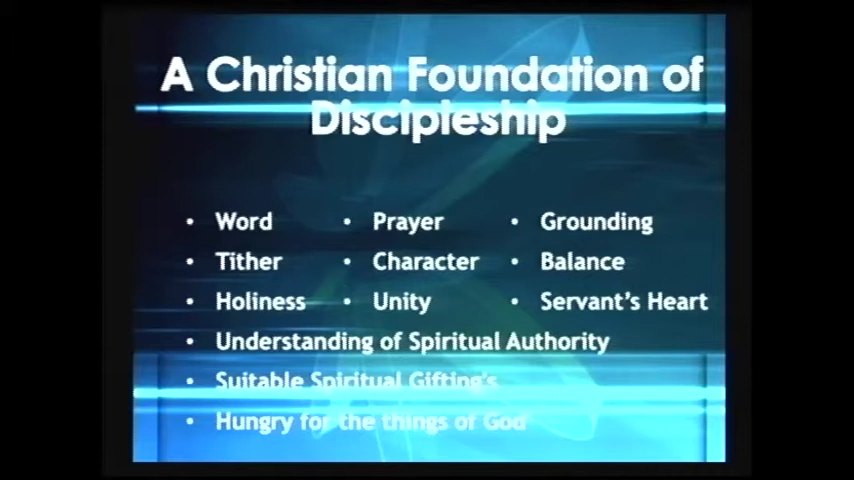 A Christian Foundation of
Discipleship
• Word • Prayer • Grounding
• Tither • Character • Balance
• Holiness • Unity • Servant's Heart
• Understanding of Spiritual Authority
• Suitable Spiritual Gifting's
• Hungry for the things of God